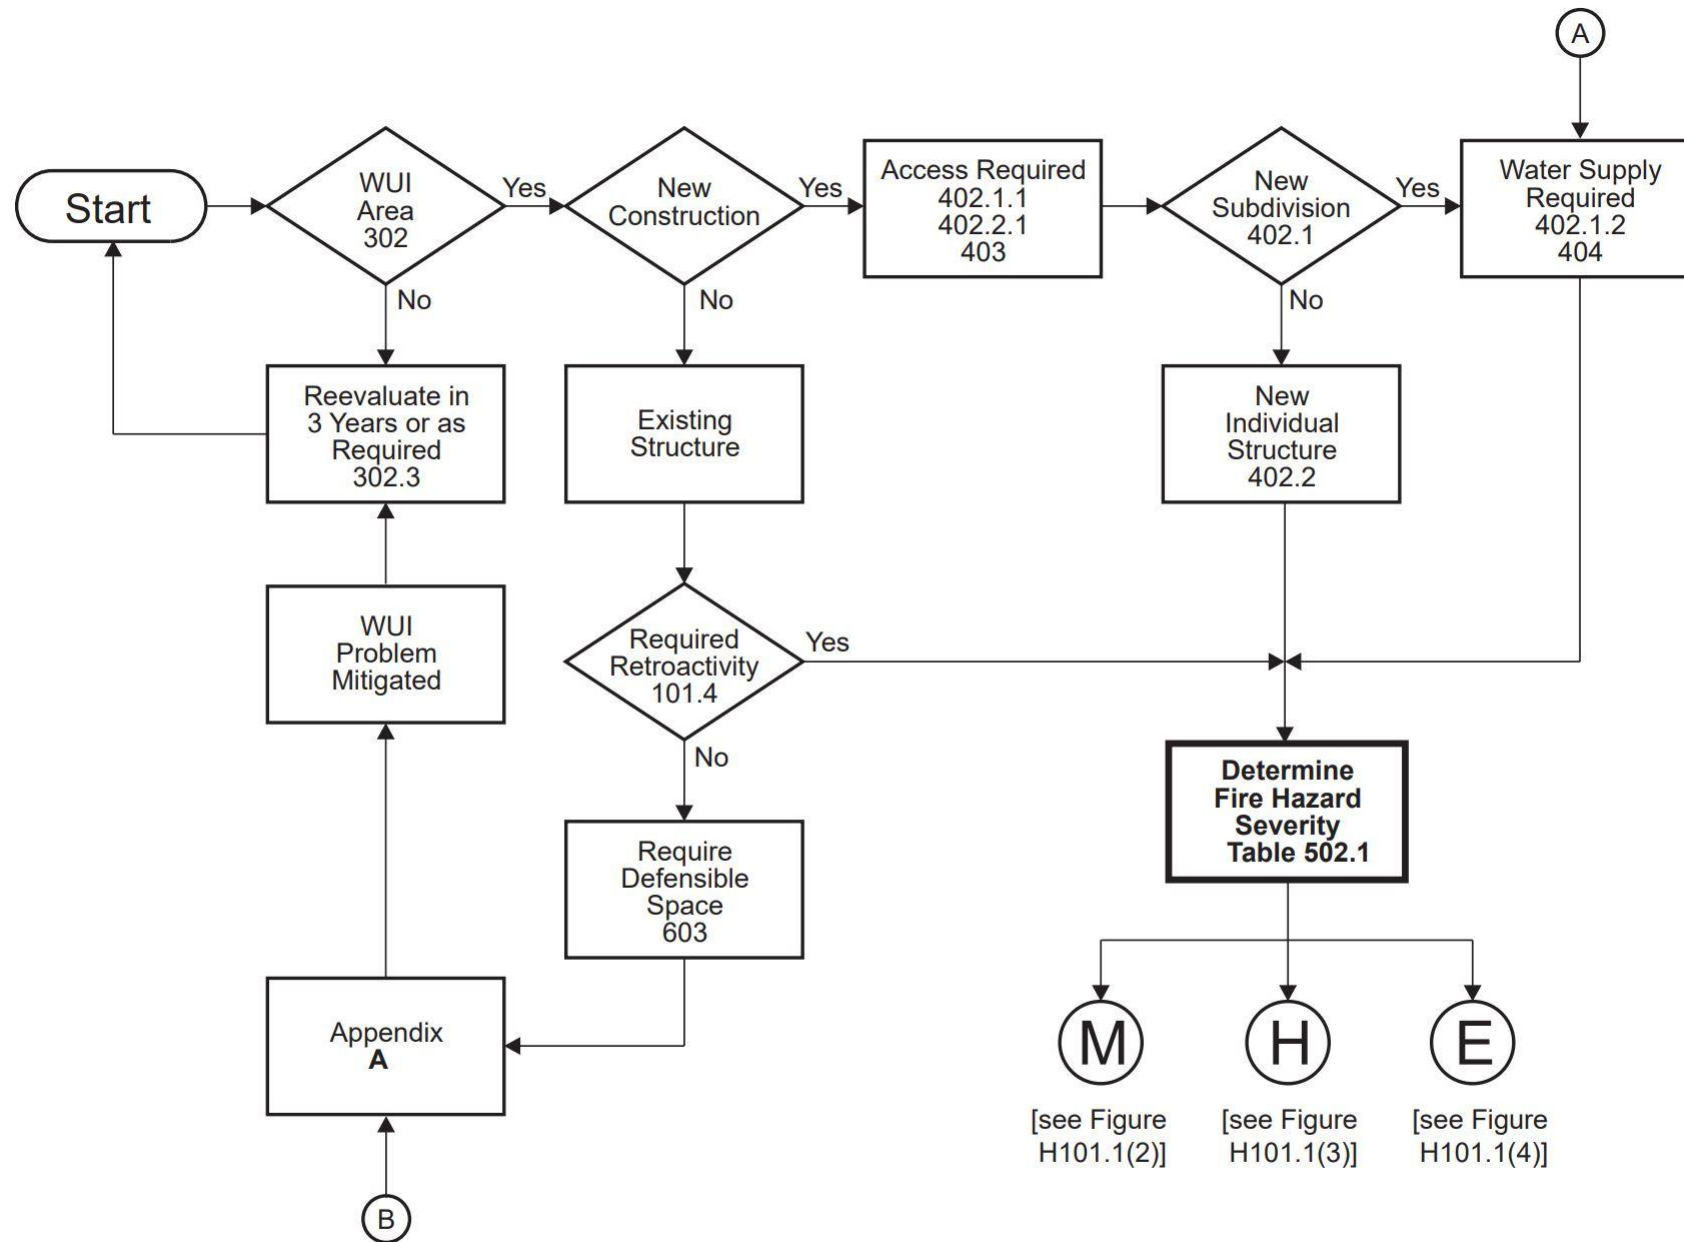 A
Start
WUI
Area
302
Yes
No
New
Construction
Yes
No
Access Required
402.1.1
402.2.1
403
New
Subdivision
402.1
Yes
No
Water Supply
Required
402.1.2
404
Reevaluate in
3 Years or as
Required
302.3
Existing
Structure
New
Individual
Structure
402.2
WUI
Problem
Mitigated
Required
Retroactivity
101.4
Yes
No
Determine
Fire Hazard
Severity
Table 502.1
Require
Defensible
Space
603
Appendix
A
M
H
E
[see Figure
H101.1(2)]
[see Figure
H101.1(3)]
[see Figure
H101.1(4)]
B